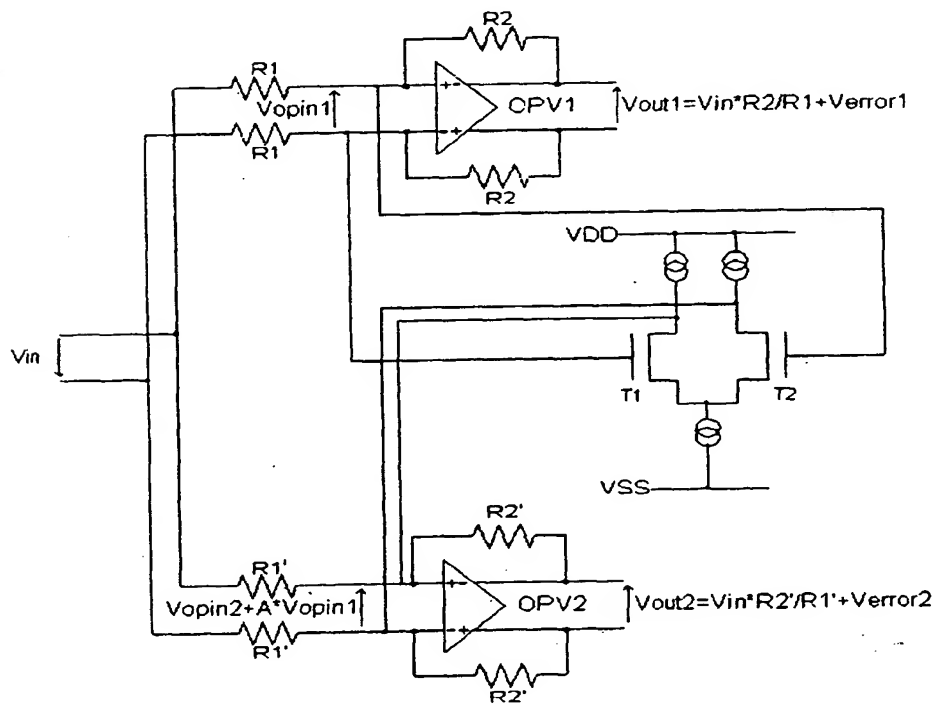 R2
R1
Vopin1
+-
OPV1
Vout1=Vin*R2/R1+Verror1
-+
R1
R2
VDD
Vin
T1
T2
VSS
R2'
R1'
+-
Vopin2+A*Vopin1
OPV2
Vout2=Vin*R2'/R1'+Verror2
-+
R1'
R2'